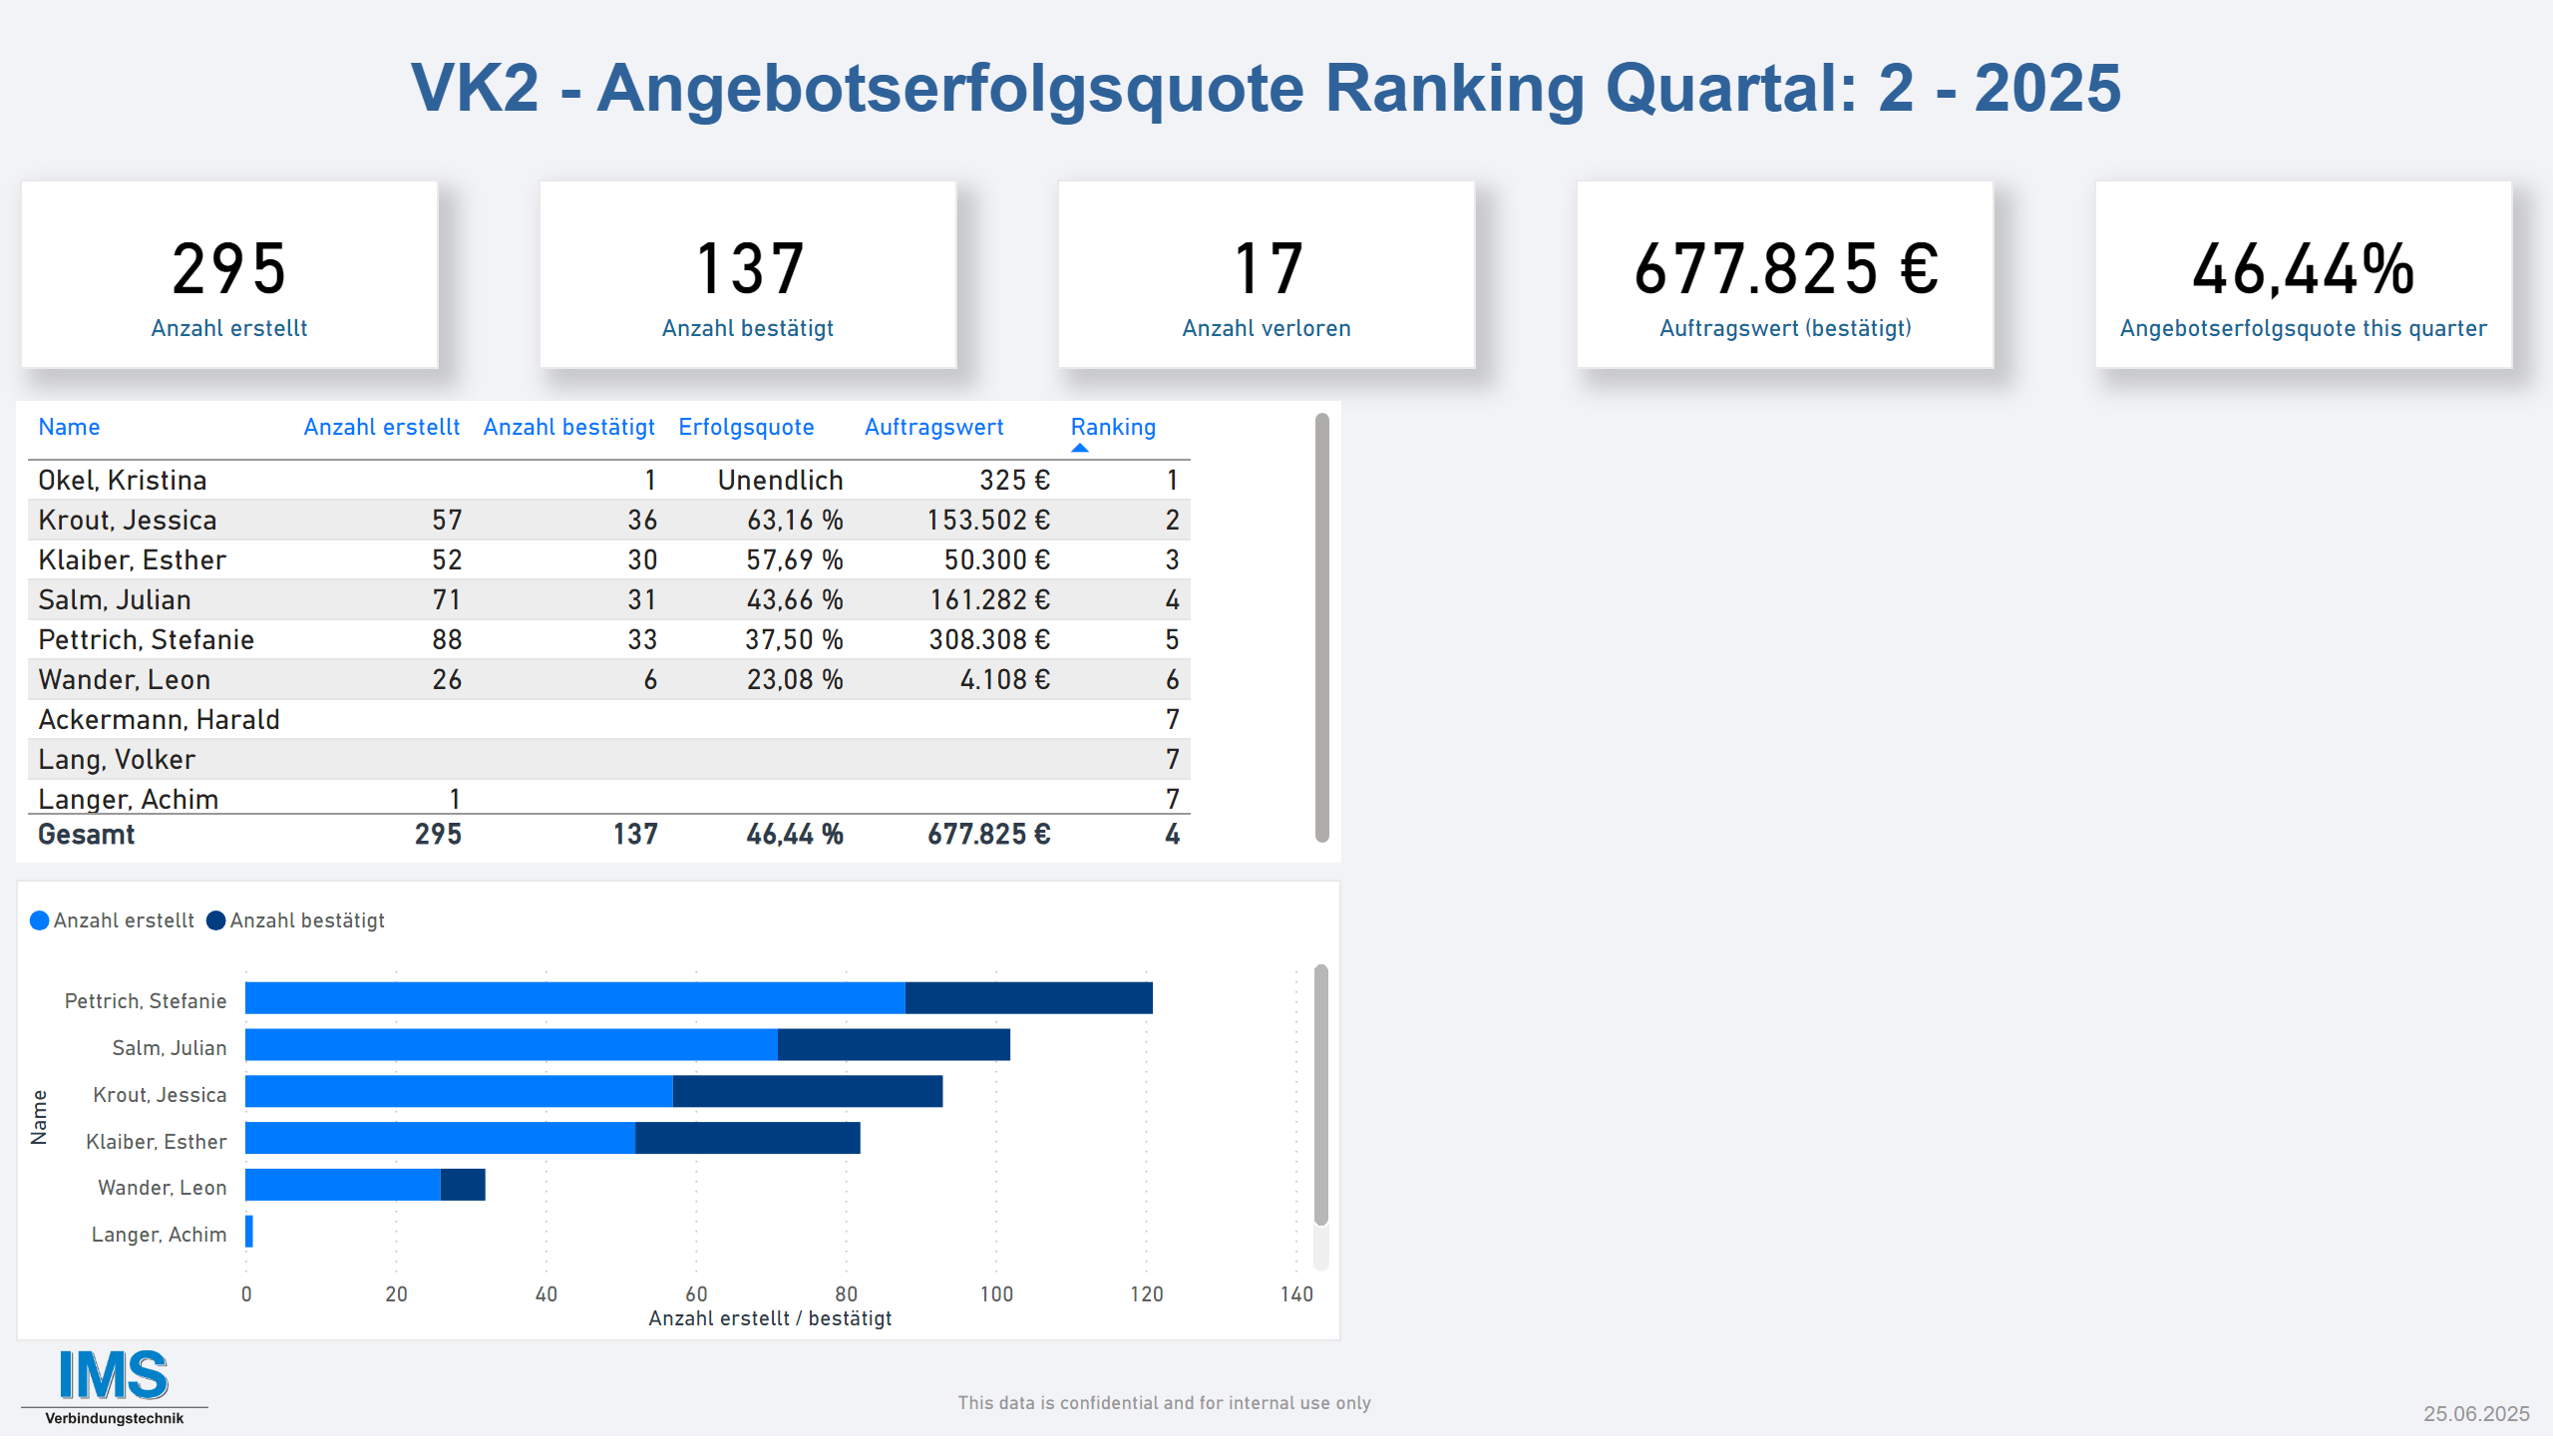 VK2 - Angebotserfolgsquote Ranking Quartal: 2 - 2025
295
Anzahl erstellt
137
Anzahl bestätigt
17
Anzahl verloren
677.825 €
Auftragswert (bestätigt)
46,44%
Angebotserfolgsquote this quarter
Name Anzahl erstellt Anzahl bestätigt Erfolgsquote Auftragswert Ranking
Okel, Kristina 1 Unendlich 325 € 1
Krout, Jessica 57 36 63,16 % 153.502 € 2
Klaiber, Esther 52 30 57,69 % 50.300 € 3
Salm, Julian 71 31 43,66 % 161.282 € 4
Pettrich, Stefanie 88 33 37,50 % 308.308 € 5
Wander, Leon 26 6 23,08 % 4.108 € 6
Ackermann, Harald 7
Lang, Volker 7
Langer, Achim 1 7
Gesamt 295 137 46,44 % 677.825 € 4
Anzahl erstellt Anzahl bestätigt
Name
Pettrich, Stefanie
Salm, Julian
Krout, Jessica
Klaiber, Esther
Wander, Leon
Langer, Achim
0 20 40 60 80 100 120 140
Anzahl erstellt / bestätigt
IMS
Verbindungstechnik
This data is confidential and for internal use only
25.06.2025